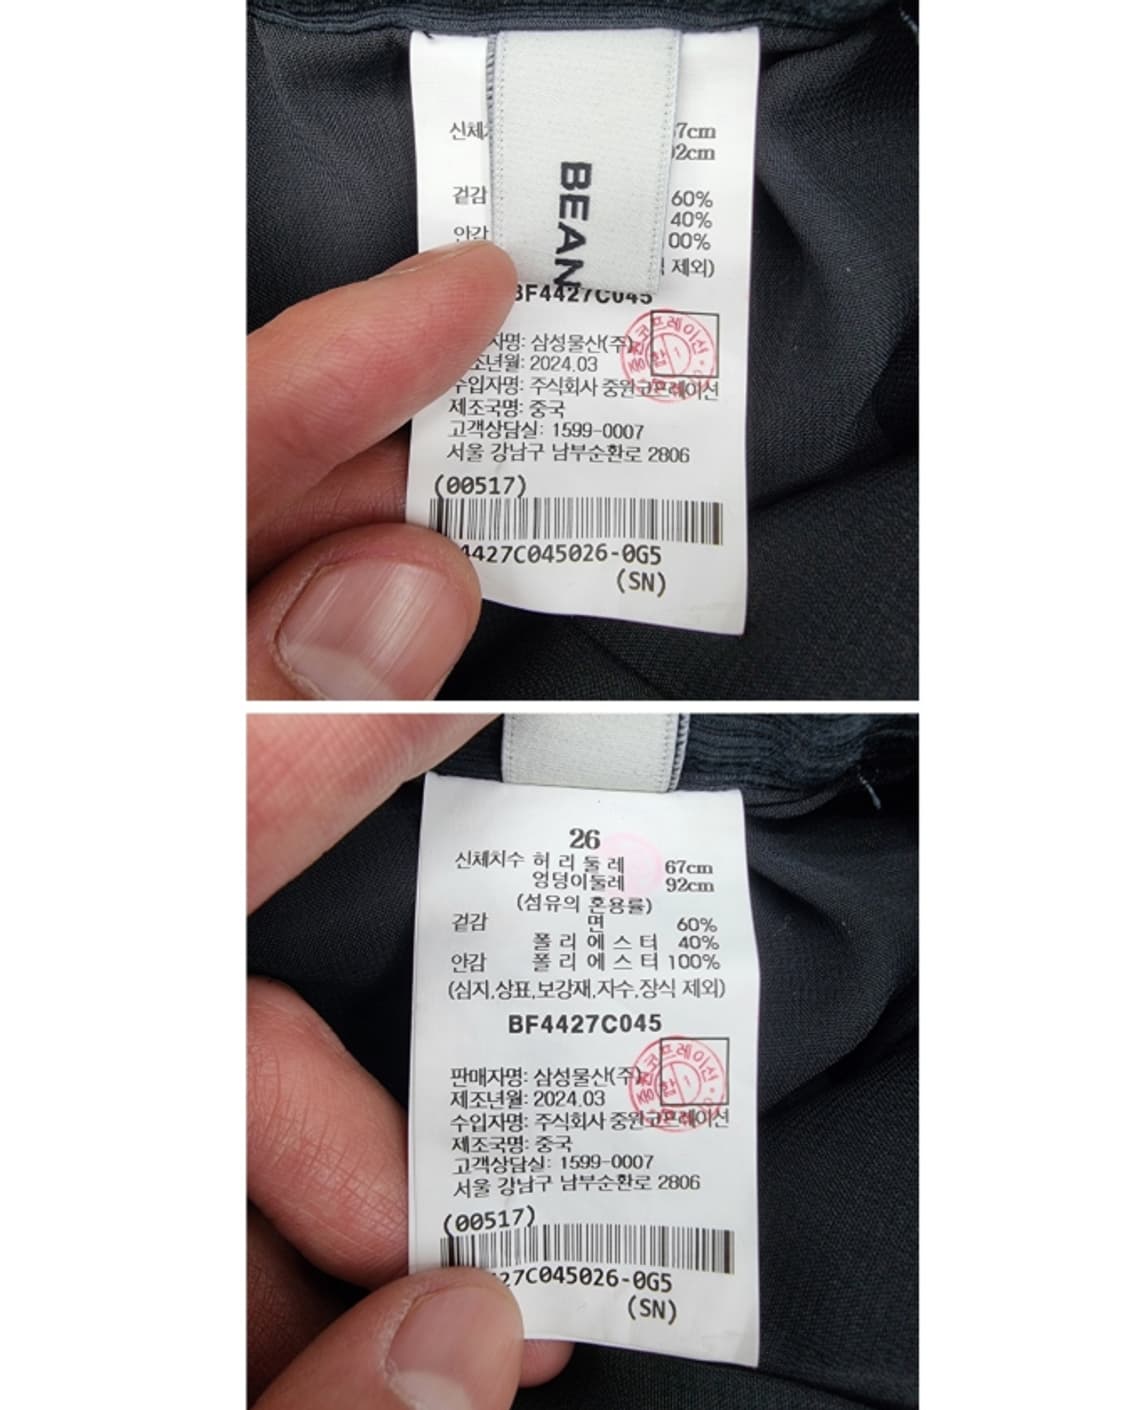 BEAN
7cm
2cm
겉감 60%
40%
안감 00%
제외)
BF4427C045
자명: 삼성물산(주)
조년월: 2024.03
수입자명: 주식회사 중원코프레이션
제조국명: 중국
고객상담실: 1599-0007
서울 강남구 남부순환로 2806
(00517)
4427C045026-0G5
(SN)
26
신체치수 허리둘레 67cm
엉덩이둘레 92cm
(섬유의 혼용률)
겉감 면 60%
폴리에스터 40%
안감 폴리에스터 100%
(심지,상표,보강재,자수,장식 제외)
BF4427C045
판매자명: 삼성물산(주)
제조년월: 2024.03
수입자명: 주식회사 중원코프레이션
제조국명: 중국
고객상담실: 1599-0007
서울 강남구 남부순환로 2806
(00517)
27C045026-0G5
(SN)